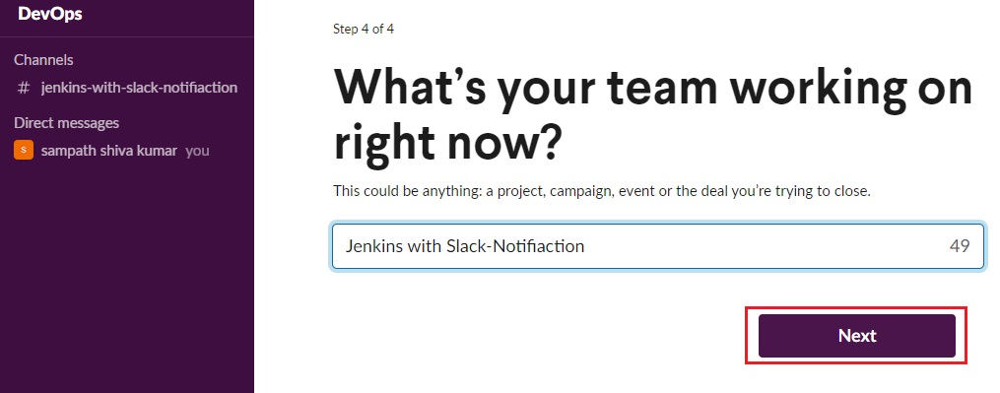 DevOps
Channels
# jenkins-with-slack-notifiaction
Direct messages
s sampath shiva kumar you
Step 4 of 4
What's your team working on
right now?
This could be anything: a project, campaign, event or the deal you're trying to close.
Jenkins with Slack-Notifiaction 49
Next